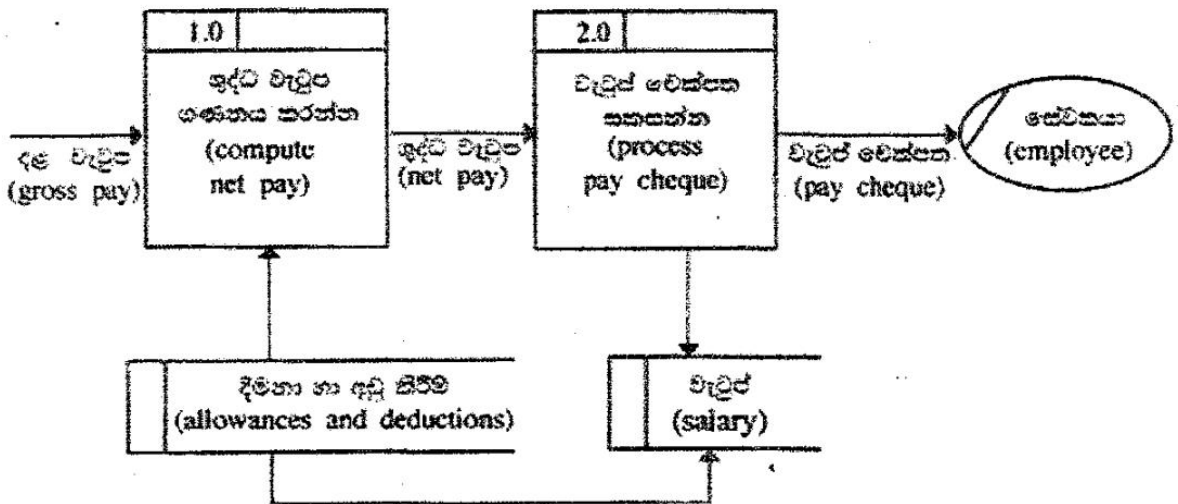 1.0
ශුද්ධ වැටුප
ගණනය කරන්න
(compute
net pay)
දළ වැටුප
(gross pay)
ශුද්ධ වැටුප
(net pay)
2.0
වැටුප් චෙක්පත
සකසන්න
(process
pay cheque)
වැටුප් චෙක්පත
(pay cheque)
සේවකයා
(employee)
දීමනා හා අඩු කිරීම්
(allowances and deductions)
වැටුප්
(salary)